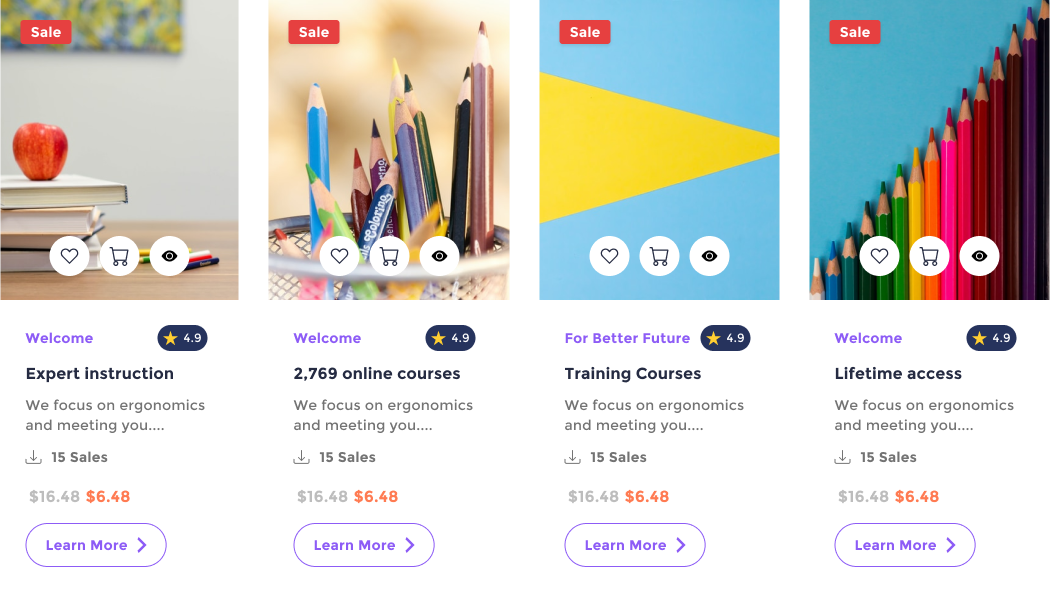 Sale
Sale
Sale
Sale
Coloring
Welcome
4.9
Expert instruction
We focus on ergonomics
and meeting you....
15 Sales
$16.48 $6.48
Learn More
Welcome
4.9
2,769 online courses
We focus on ergonomics
and meeting you....
15 Sales
$16.48 $6.48
Learn More
For Better Future
4.9
Training Courses
We focus on ergonomics
and meeting you....
15 Sales
$16.48 $6.48
Learn More
Welcome
4.9
Lifetime access
We focus on ergonomics
and meeting you....
15 Sales
$16.48 $6.48
Learn More